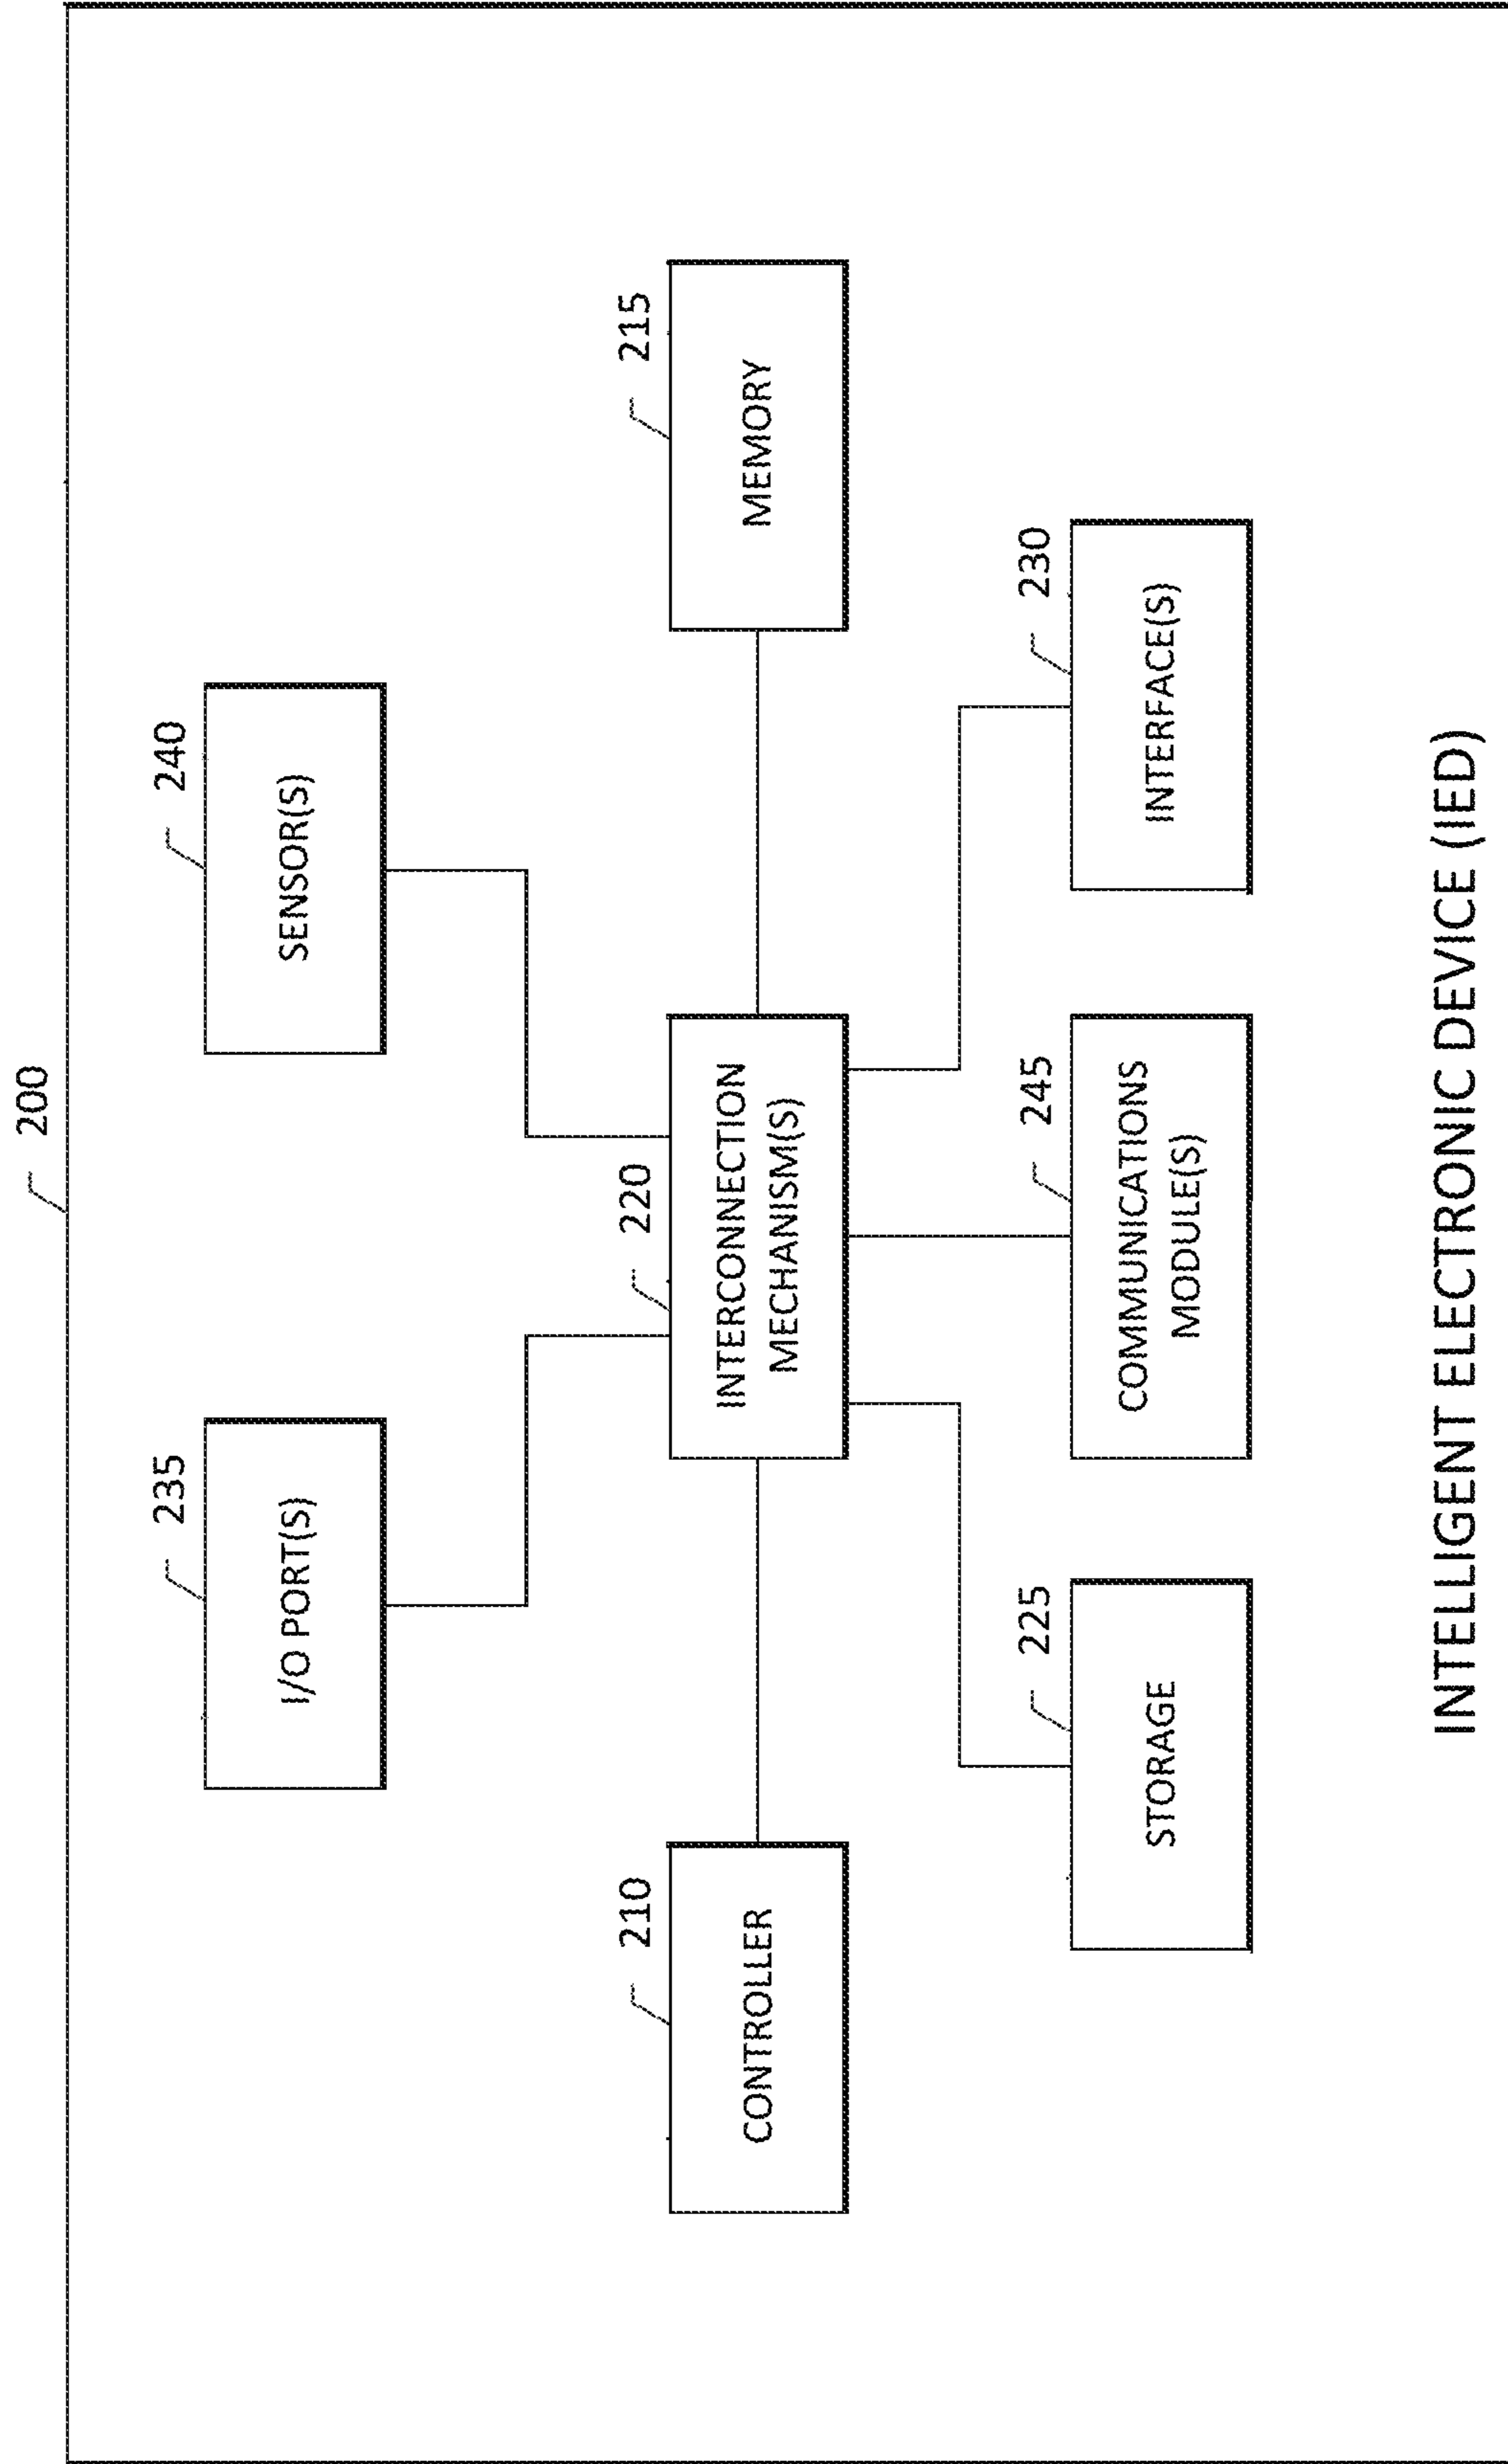 200
235
I/O PORT(S)
240
SENSOR(S)
210
CONTROLLER
220
INTERCONNECTION
MECHANISM(S)
215
MEMORY
225
STORAGE
245
COMMUNICATIONS
MODULE(S)
230
INTERFACE(S)
INTELLIGENT ELECTRONIC DEVICE (IED)